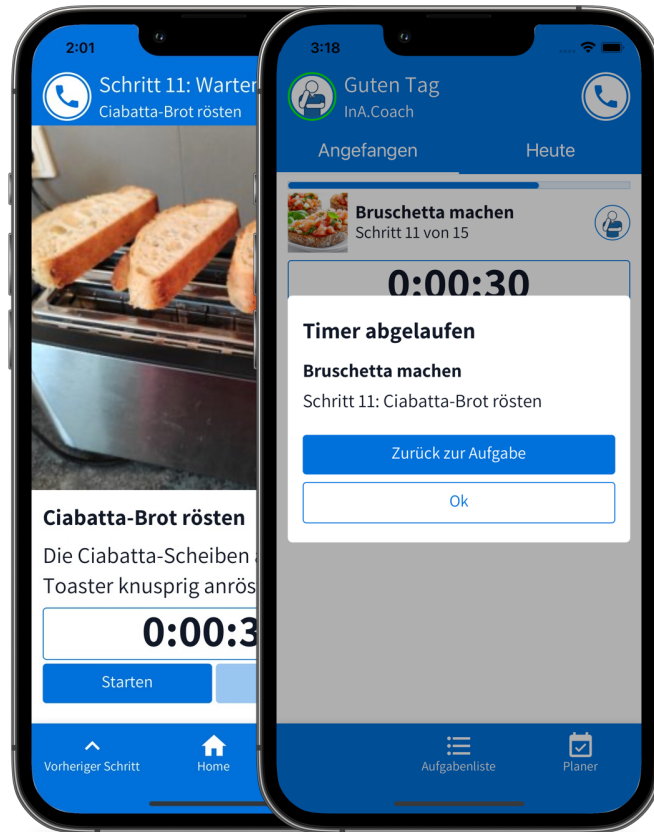 2:01
Schritt 11: Warten
Ciabatta-Brot rösten
Ciabatta-Brot rösten
Die Ciabatta-Scheiben
Toaster knusprig
0:00:3
Starten
Vorheriger Schritt
Home
3:18
Guten Tag
InA.Coach
Angefangen
Heute
Bruschetta machen
Schritt 11 von 15
0:00:30
Timer abgelaufen
Bruschetta machen
Schritt 11: Ciabatta-Brot rösten
Zurück zur Aufgabe
Ok
Aufgabenliste
Planer